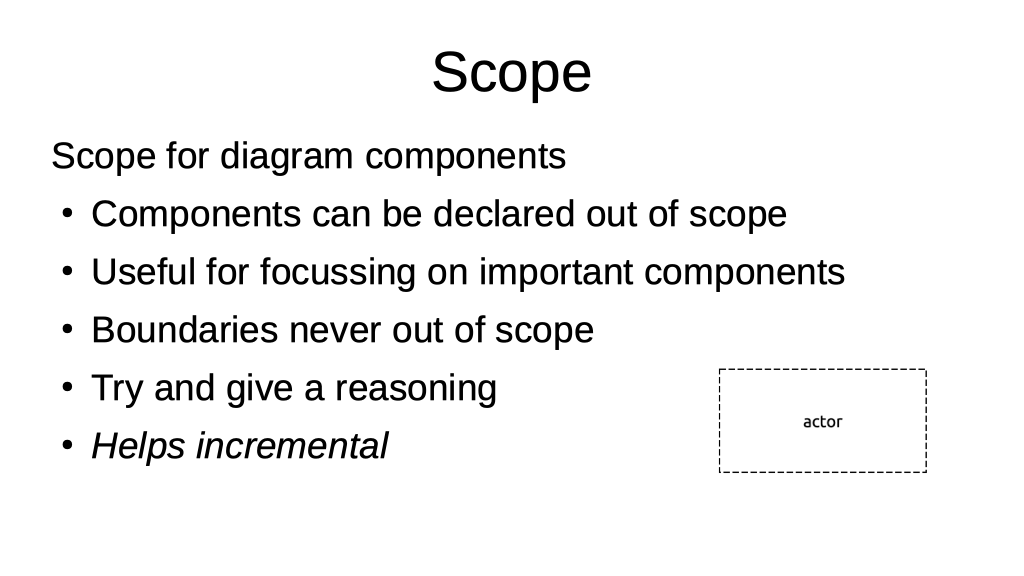 Scope
Scope for diagram components
• Components can be declared out of scope
• Useful for focussing on important components
• Boundaries never out of scope
• Try and give a reasoning
• Helps incremental
actor